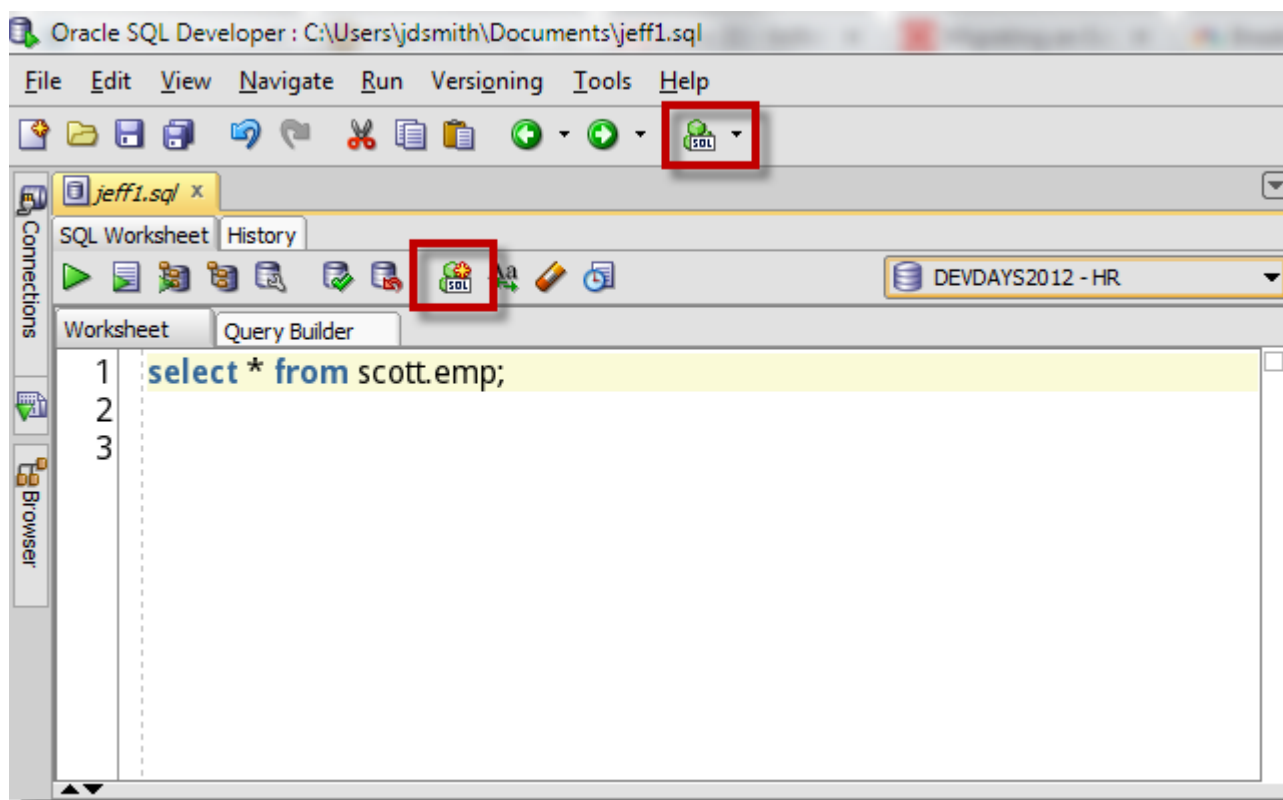 Oracle SQL Developer : C:\Users\jdsmith\Documents\jeff1.sql
File Edit View Navigate Run Versioning Tools Help
SQL
jeff1.sql x
Connections
SQL Worksheet History
SQL Aa DEVDAYS2012 - HR
Worksheet Query Builder
1 select * from scott.emp;
2
3
Browser